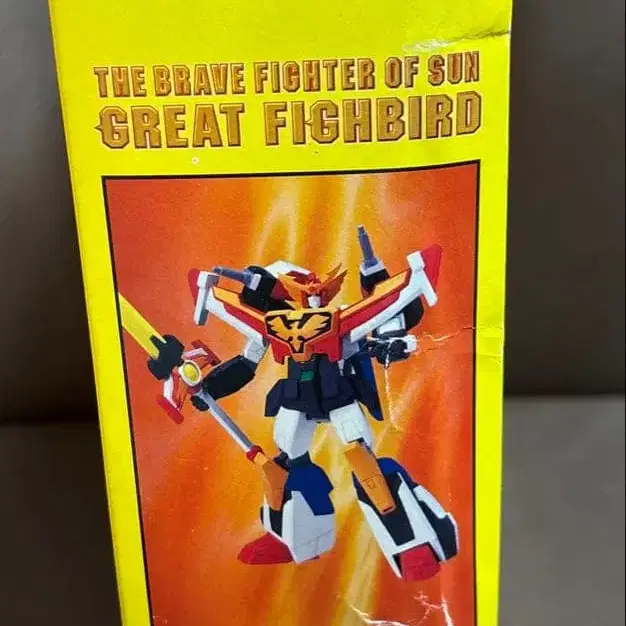 THE BRAVE FIGHTER OF SUN
GREAT FIGHBIRD